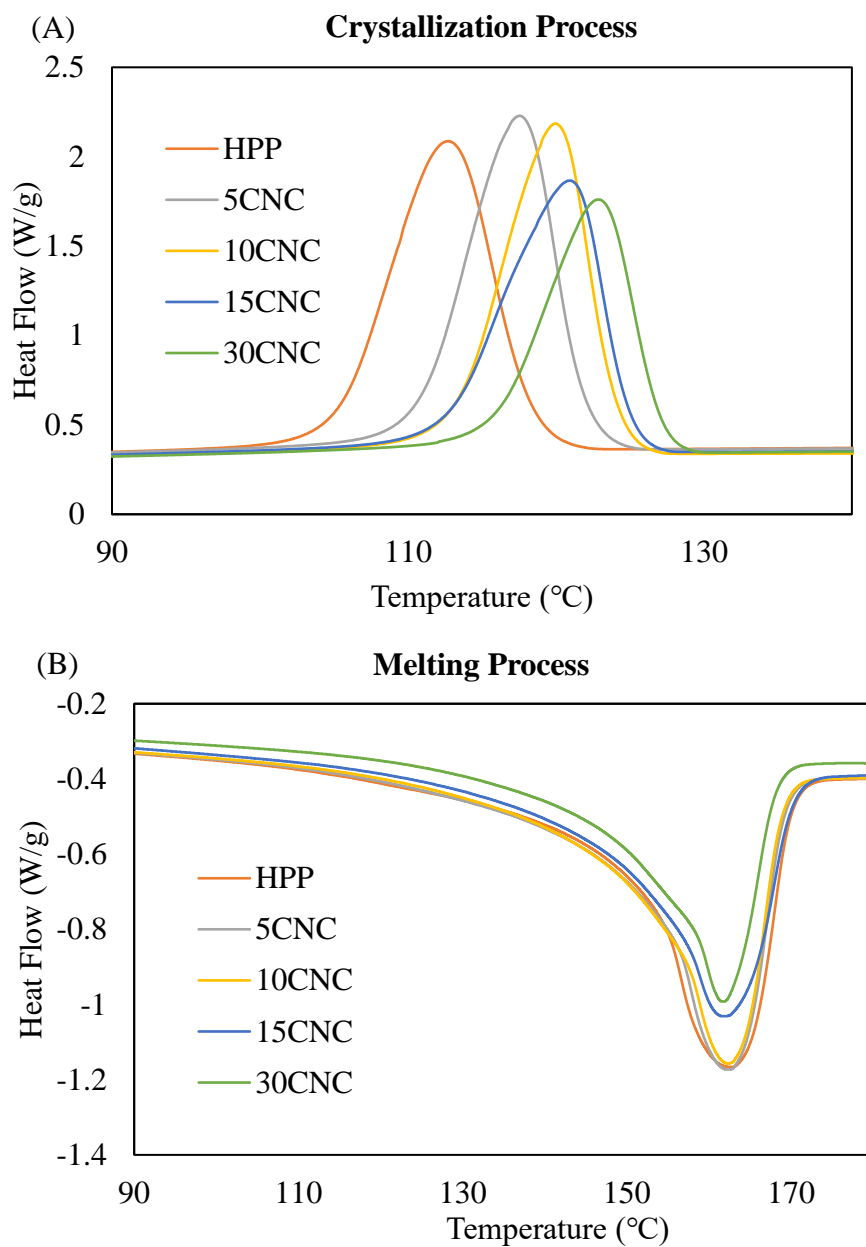 (A)
Crystallization Process
2.5
2
1.5
1
0.5
0
Heat Flow (W/g)
HPP
5CNC
10CNC
15CNC
30CNC
90
110
130
Temperature (℃)
(B)
Melting Process
-0.2
-0.4
-0.6
-0.8
-1
-1.2
-1.4
Heat Flow (W/g)
HPP
5CNC
10CNC
15CNC
30CNC
90
110
130
150
170
Temperature (℃)